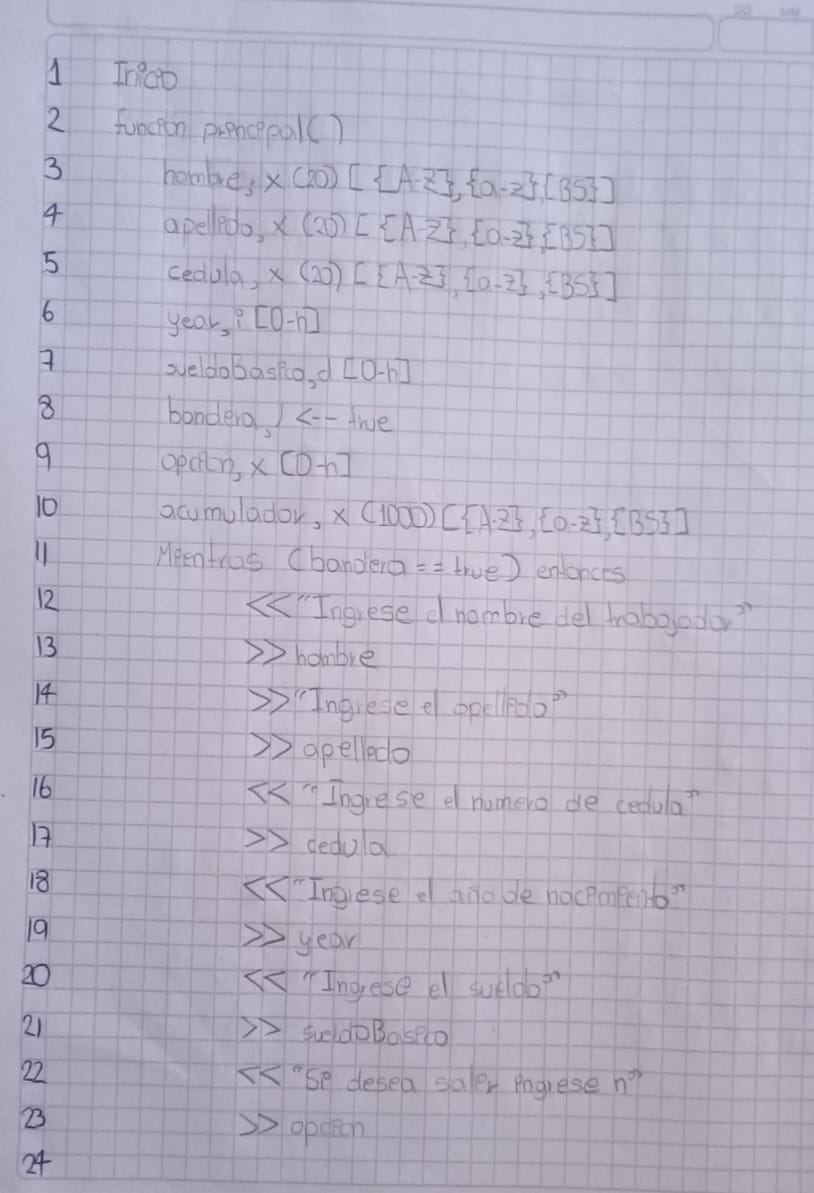 1 Inicio
2 funcion principal()
3 nombre, x (20) [{A-Z},{a-z},{BS}]
4 apellido, x (20) [{A-Z},{a-z},{BS}]
5 cedula, x (20) [{A-Z},{a-z},{BS}]
6 year, i [0-n]
7 sueldoBasico, d [0-n]
8 bandera, l <-- true
9 opcion, x [0-n]
10 acumulador, x (1000) [{A-Z},{a-z},{BS}]
11 Mientras (bandera == true) entonces
12 << "Ingrese el nombre del trabajador"
13 >> nombre
14 >> "Ingrese el apellido"
15 >> apellido
16 << "Ingrese el numero de cedula"
17 >> cedula
18 << "Ingrese el año de nacimiento"
19 >> year
20 << "Ingrese el sueldo"
21 >> sueldoBasico
22 << "Si desea salir ingrese n"
23 >> opcion
24